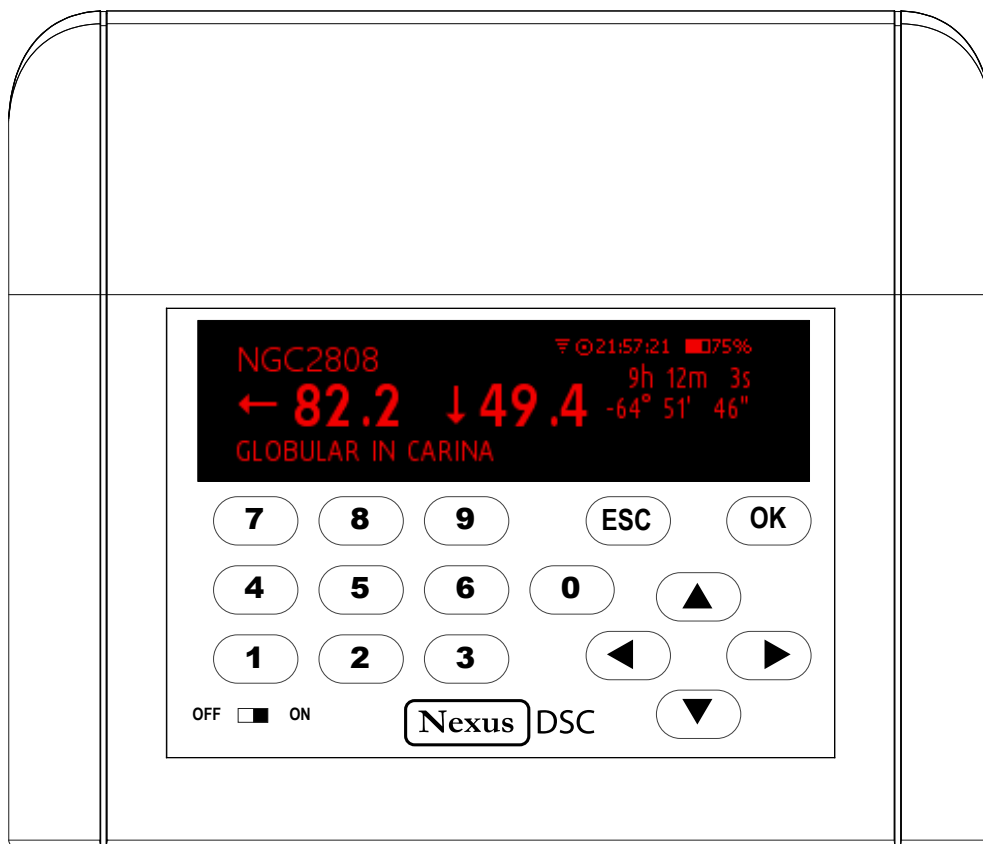 NGC2808
21:57:21 75%
9h 12m 3s
← 82.2 ↓ 49.4
-64° 51' 46"
GLOBULAR IN CARINA
7 8 9 ESC OK
4 5 6 0
1 2 3
OFF ON
Nexus DSC